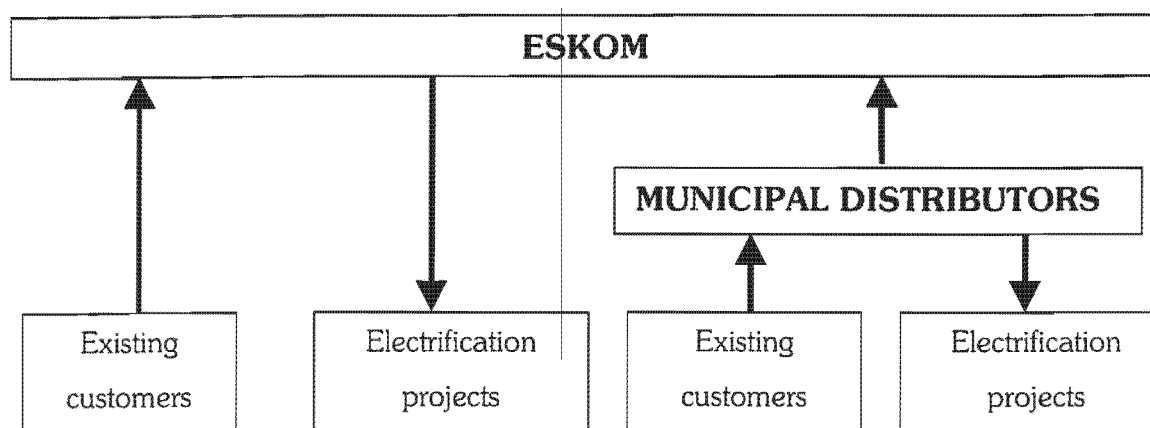 ESKOM
MUNICIPAL DISTRIBUTORS
Existing
customers
Electrification
projects
Existing
customers
Electrification
projects